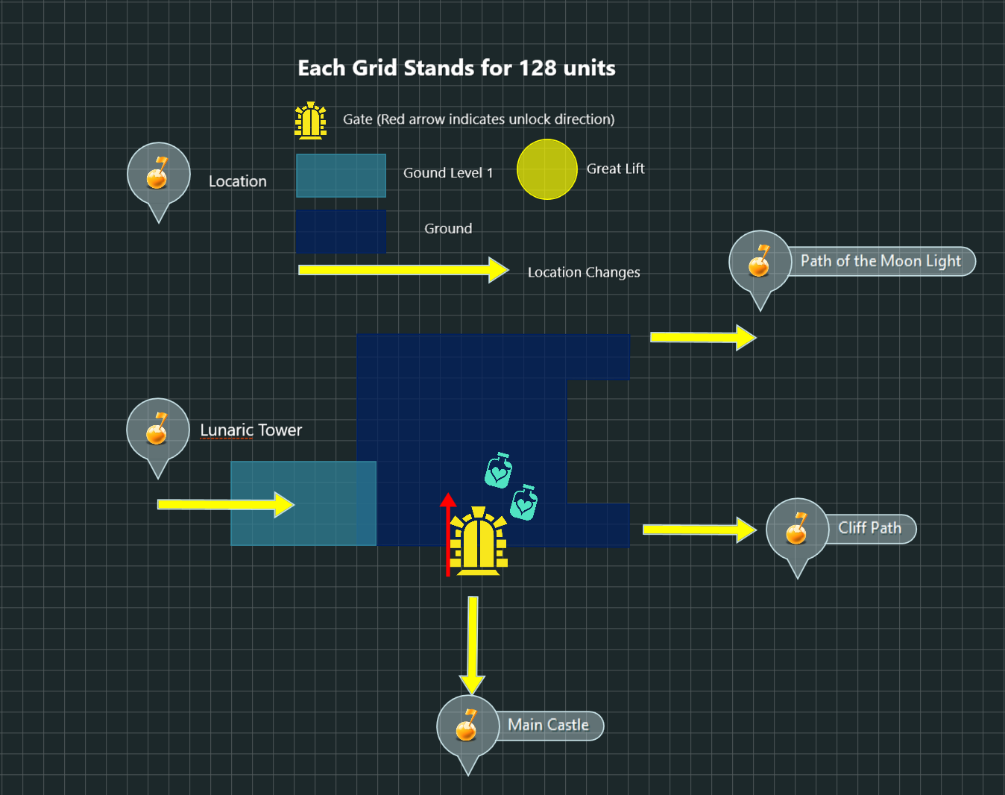 Each Grid Stands for 128 units
Gate (Red arrow indicates unlock direction)
Location
Gound Level 1
Great Lift
Ground
Location Changes
Path of the Moon Light
Lunaric Tower
Cliff Path
Main Castle